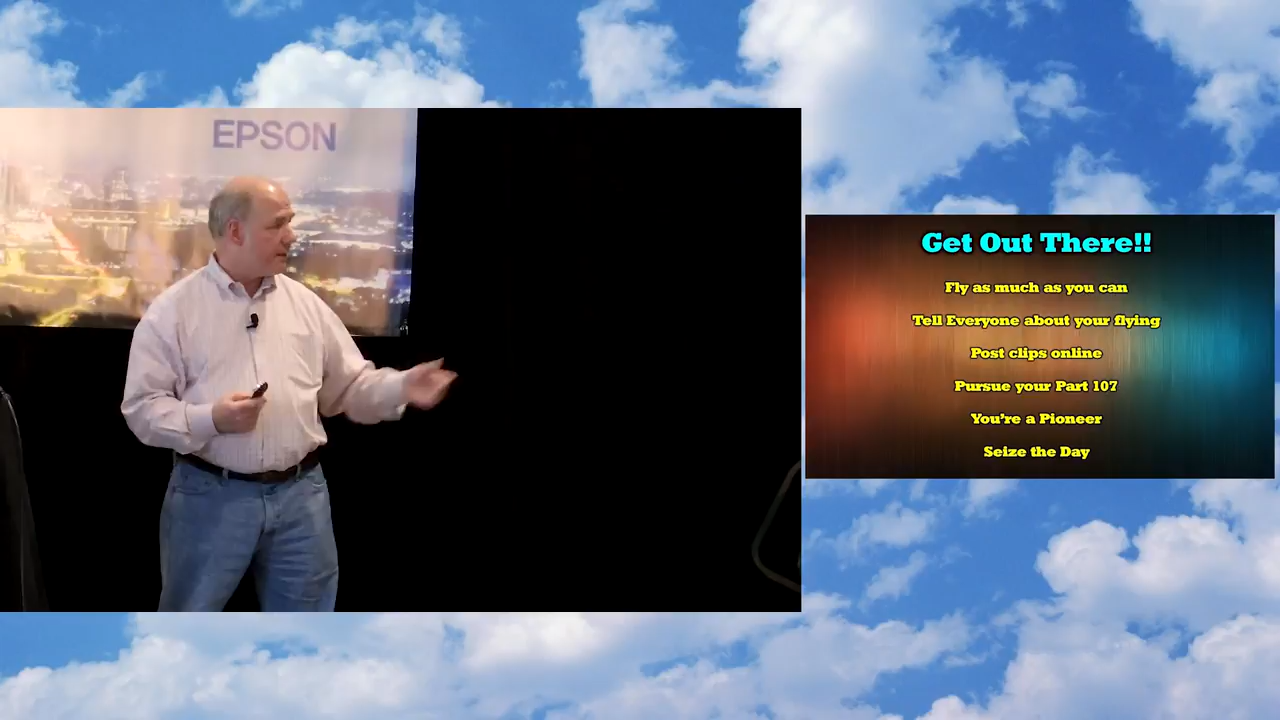 EPSON
Get Out There!!
Fly as much as you can
Tell Everyone about your flying
Post clips online
Pursue your Part 107
You're a Pioneer
Seize the Day